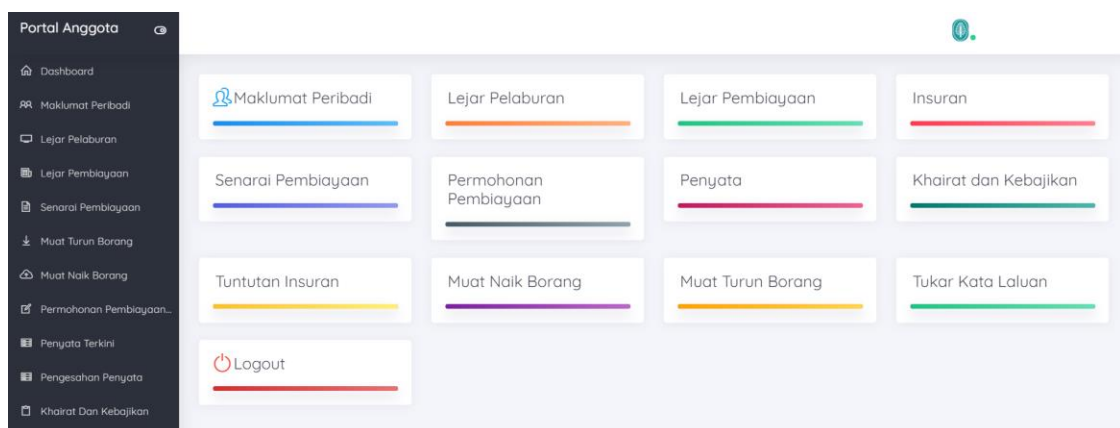 Portal Anggota
Dashboard
Maklumat Peribadi
Lejar Pelaburan
Lejar Pembiayaan
Senarai Pembiayaan
Muat Turun Borang
Muat Naik Borang
Permohonan Pembiayaan...
Penyata Terkini
Pengesahan Penyata
Khairat Dan Kebajikan
Maklumat Peribadi
Lejar Pelaburan
Lejar Pembiayaan
Insuran
Senarai Pembiayaan
Permohonan
Pembiayaan
Penyata
Khairat dan Kebajikan
Tuntutan Insuran
Muat Naik Borang
Muat Turun Borang
Tukar Kata Laluan
Logout